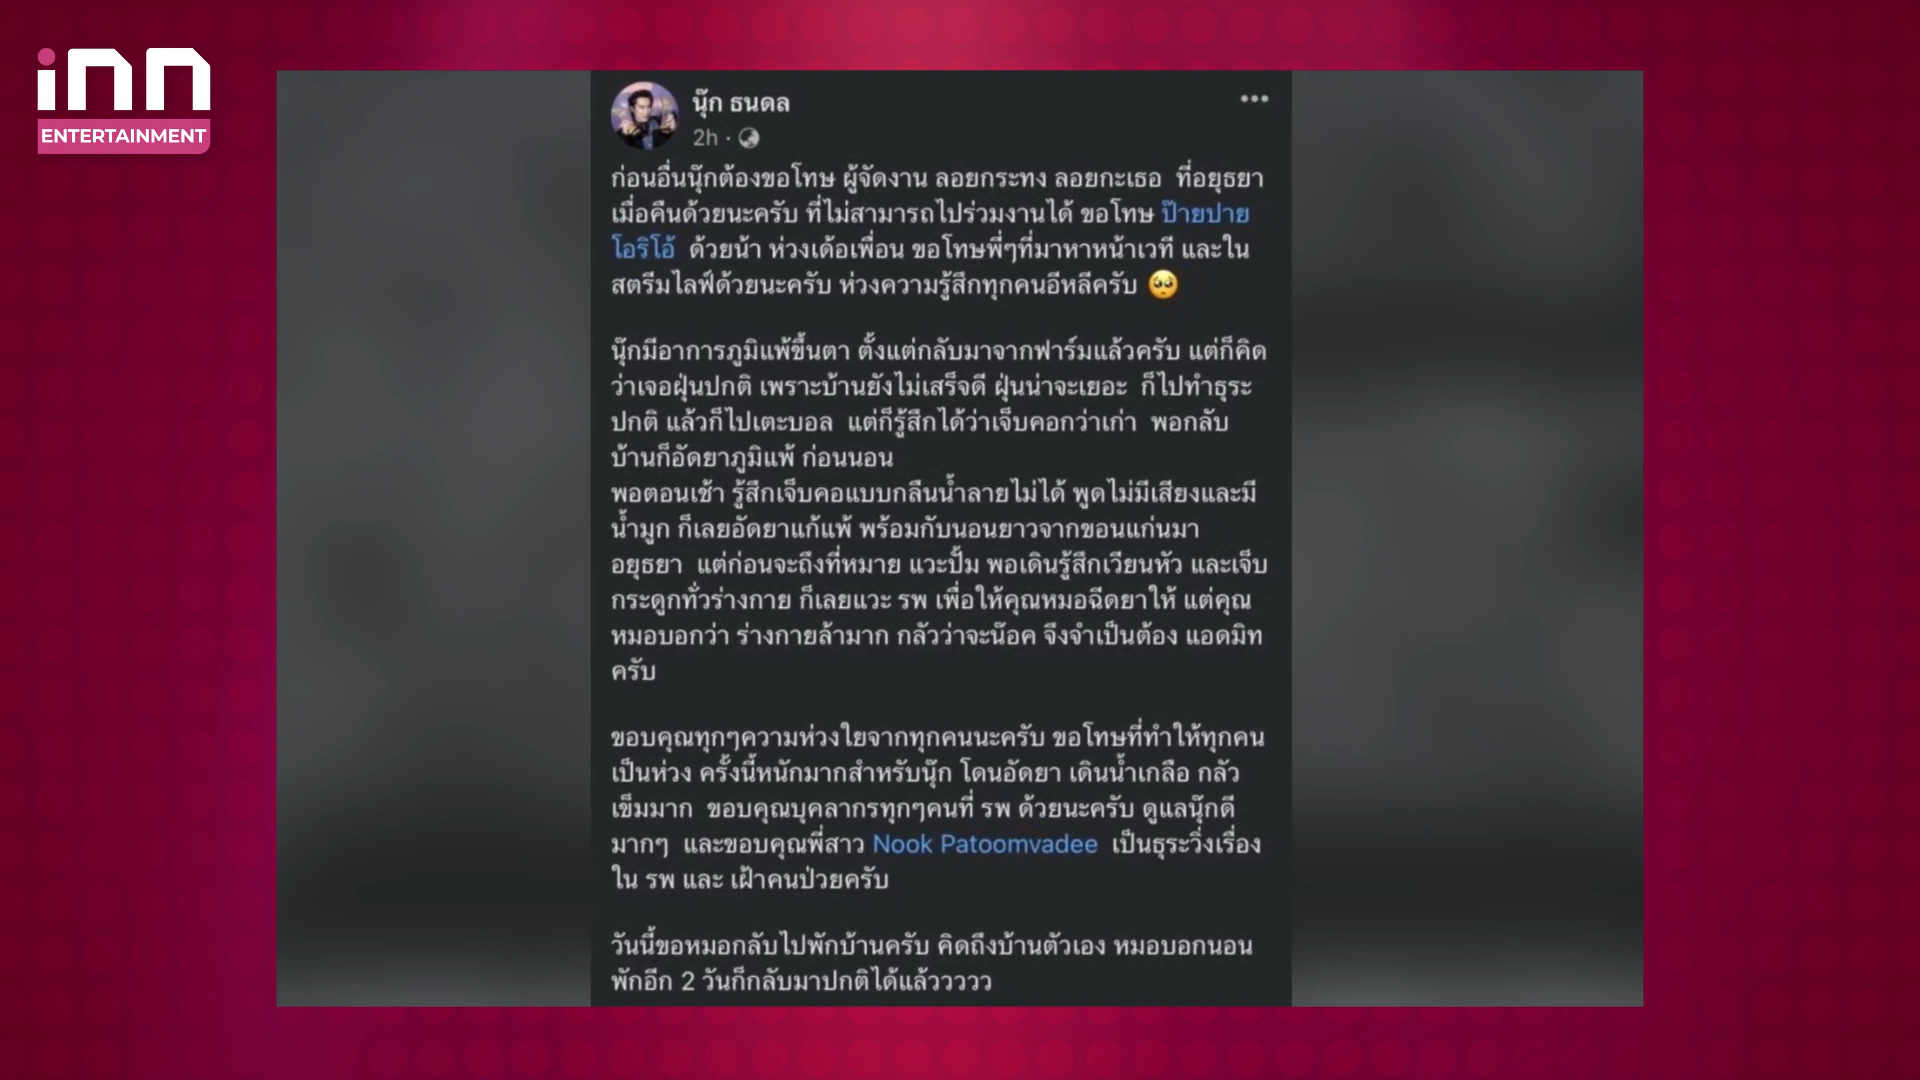 inn
ENTERTAINMENT
นุ๊ก ธนดล
2h ·
ก่อนอื่นนุ๊กต้องขอโทษ ผู้จัดงาน ลอยกระทง ลอยกะเธอ ที่อยุธยา
เมื่อคืนด้วยนะครับ ที่ไม่สามารถไปร่วมงานได้ ขอโทษ ป๊ายปาย
โอริโอ้ ด้วยน้า ห่วงเด้อเพื่อน ขอโทษพี่ๆที่มาหาหน้าเวที และใน
สตรีมไลฟ์ด้วยนะครับ ห่วงความรู้สึกทุกคนอีหลีครับ 🥺
นุ๊กมีอาการภูมิแพ้ขึ้นตา ตั้งแต่กลับมาจากฟาร์มแล้วครับ แต่ก็คิด
ว่าเจอฝุ่นปกติ เพราะบ้านยังไม่เสร็จดี ฝุ่นน่าจะเยอะ ก็ไปทำธุระ
ปกติ แล้วก็ไปเตะบอล แต่ก็รู้สึกได้ว่าเจ็บคอกว่าเก่า พอกลับ
บ้านก็อัดยาภูมิแพ้ ก่อนนอน
พอตอนเช้า รู้สึกเจ็บคอแบบกลืนน้ำลายไม่ได้ พูดไม่มีเสียงและมี
น้ำมูก ก็เลยอัดยาแก้แพ้ พร้อมกับนอนยาวจากขอนแก่นมา
อยุธยา แต่ก่อนจะถึงที่หมาย แวะปั้ม พอเดินรู้สึกเวียนหัว และเจ็บ
กระดูกทั่วร่างกาย ก็เลยแวะ รพ เพื่อให้คุณหมอฉีดยาให้ แต่คุณ
หมอบอกว่า ร่างกายล้ามาก กลัวว่าจะน๊อค จึงจำเป็นต้อง แอดมิท
ครับ
ขอบคุณทุกๆความห่วงใยจากทุกคนนะครับ ขอโทษที่ทำให้ทุกคน
เป็นห่วง ครั้งนี้หนักมากสำหรับนุ๊ก โดนอัดยา เดินน้ำเกลือ กลัว
เข็มมาก ขอบคุณบุคลากรทุกๆคนที่ รพ ด้วยนะครับ ดูแลนุ๊กดี
มากๆ และขอบคุณพี่สาว Nook Patoomvadee เป็นธุระวิ่งเรื่อง
ใน รพ และ เฝ้าคนป่วยครับ
วันนี้ขอหมอกลับไปพักบ้านครับ คิดถึงบ้านตัวเอง หมอบอกนอน
พักอีก 2 วันก็กลับมาปกติได้แล้วววววว